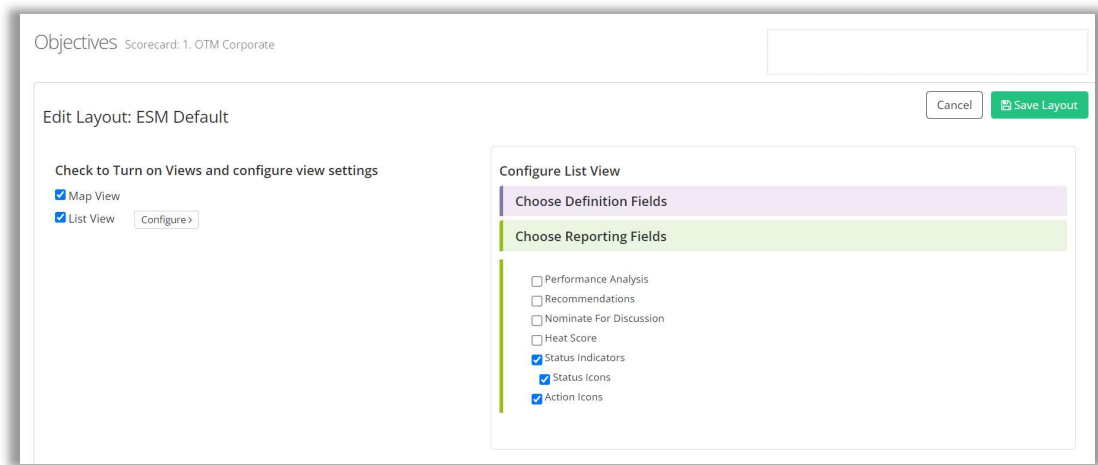 Objectives Scorecard: 1. OTM Corporate
Edit Layout: ESM Default
Cancel
Save Layout
Check to Turn on Views and configure view settings
Map View
List View
Configure >
Configure List View
Choose Definition Fields
Choose Reporting Fields
Performance Analysis
Recommendations
Nominate For Discussion
Heat Score
Status Indicators
Status Icons
Action Icons